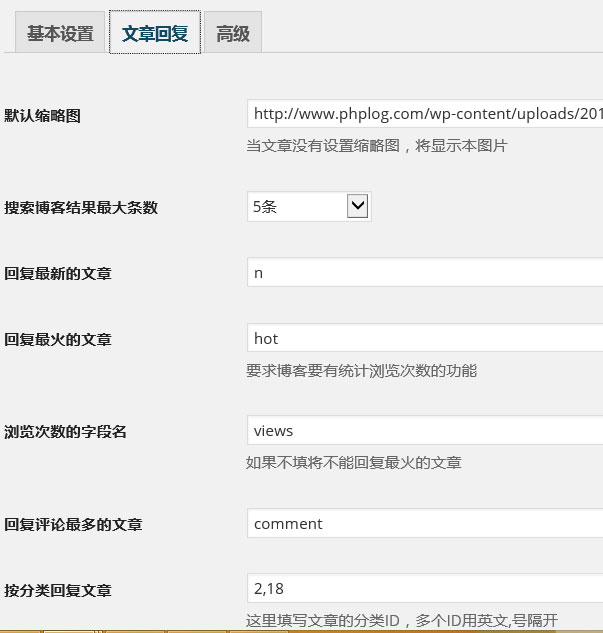 基本设置 文章回复 高级
默认缩略图 http://www.phplog.com/wp-content/uploads/201
当文章没有设置缩略图，将显示本图片
搜索博客结果最大条数 5条
回复最新的文章 n
回复最火的文章 hot
要求博客要有统计浏览次数的功能
浏览次数的字段名 views
如果不填将不能回复最火的文章
回复评论最多的文章 comment
按分类回复文章 2,18
这里填写文章的分类ID，多个ID用英文,号隔开